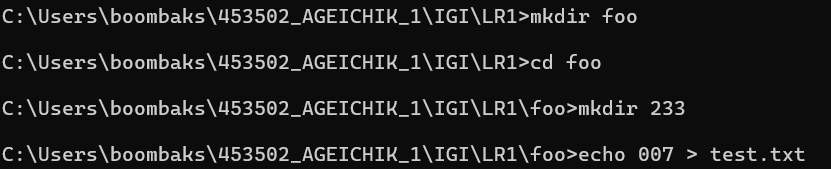 C:\Users\boombaks\453502_AGEICHIK_1\IGI\LR1>mkdir foo
C:\Users\boombaks\453502_AGEICHIK_1\IGI\LR1>cd foo
C:\Users\boombaks\453502_AGEICHIK_1\IGI\LR1\foo>mkdir 233
C:\Users\boombaks\453502_AGEICHIK_1\IGI\LR1\foo>echo 007 > test.txt